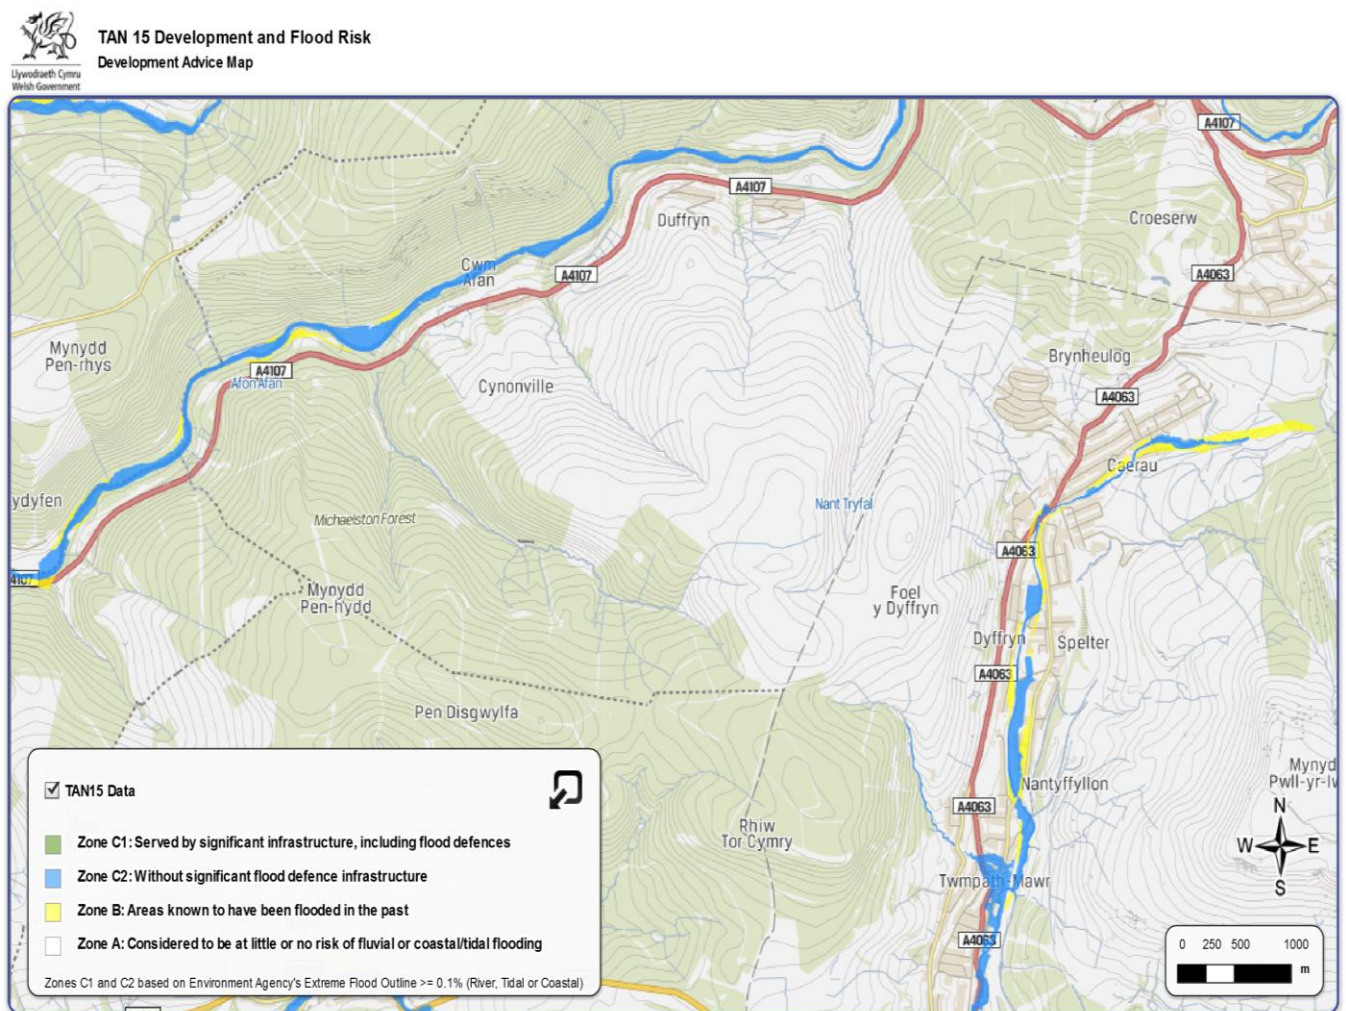 Llywodraeth Cymru
Welsh Government
TAN 15 Development and Flood Risk
Development Advice Map
A4107
A4107
Duffryn
Croeserw
Cwm
Afan
A4107
A4063
Mynydd
Pen-rhys
Brynheulog
A4107
Afon Afan
Cynonville
A4063
Caerau
ydyfen
Nant Tryfal
Michaelston Forest
A4063
4107
Mynydd
Pen-hydd
Foel
y Dyffryn
Dyffryn
Spelter
A4063
Pen Disgwylfa
Mynyd
Pwll-yr-Iw
Nantyffyllon
A4063
Rhiw
Tor Cymry
Twmpath-Mawr
A4063
TAN15 Data
Zone C1: Served by significant infrastructure, including flood defences
Zone C2: Without significant flood defence infrastructure
Zone B: Areas known to have been flooded in the past
Zone A: Considered to be at little or no risk of fluvial or coastal/tidal flooding
Zones C1 and C2 based on Environment Agency's Extreme Flood Outline >= 0.1% (River, Tidal or Coastal)
N
W E
S
0 250 500 1000
m